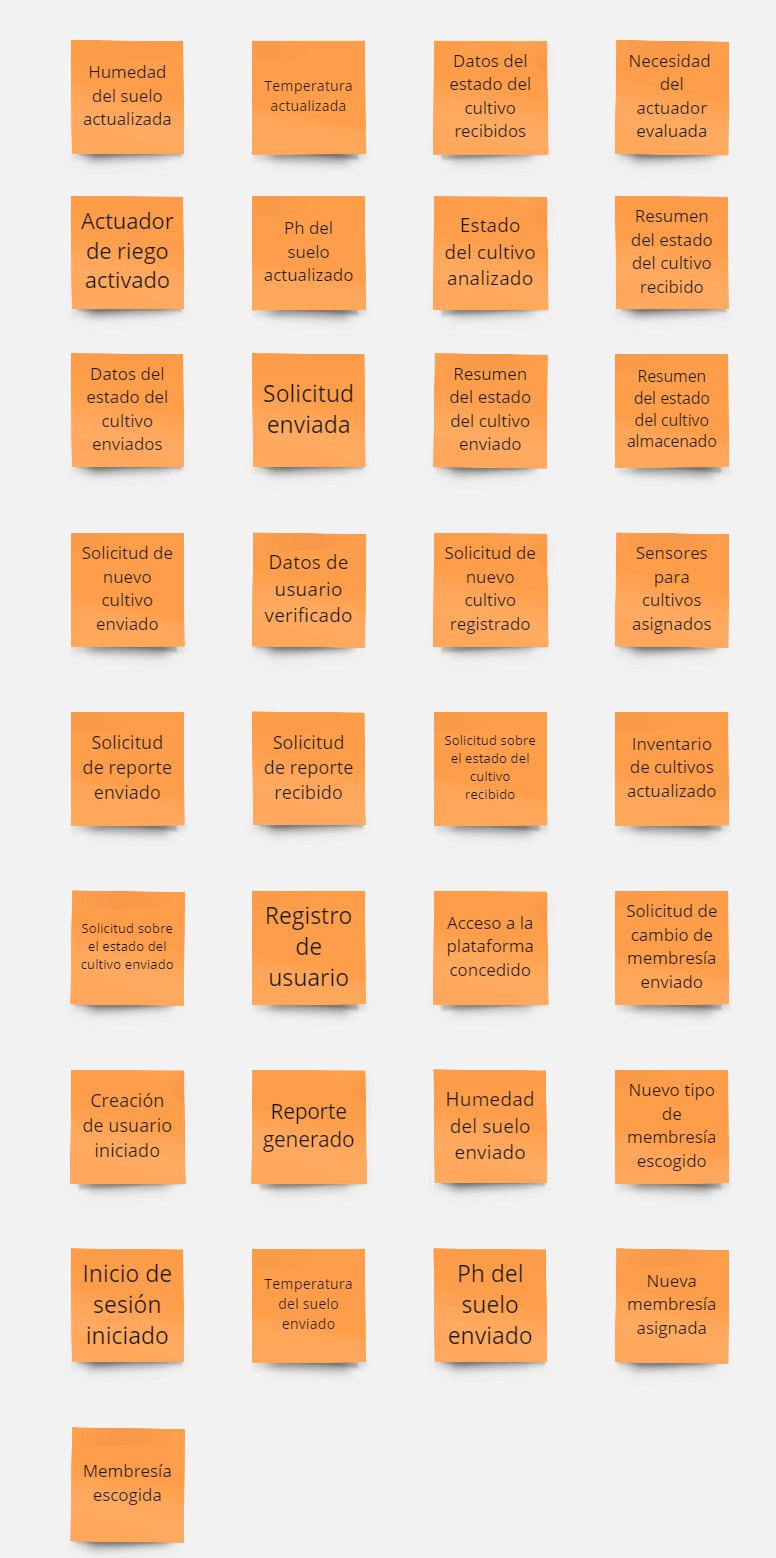 Humedad
del suelo
actualizada
Temperatura
actualizada
Datos del
estado del
cultivo
recibidos
Necesidad
del
actuador
evaluada
Actuador
de riego
activado
Ph del
suelo
actualizado
Estado
del cultivo
analizado
Resumen
del estado
del cultivo
recibido
Datos del
estado del
cultivo
enviados
Solicitud
enviada
Resumen
del estado
del cultivo
enviado
Resumen
del estado
del cultivo
almacenado
Solicitud de
nuevo
cultivo
enviado
Datos de
usuario
verificado
Solicitud de
nuevo
cultivo
registrado
Sensores
para
cultivos
asignados
Solicitud
de reporte
enviado
Solicitud
de reporte
recibido
Solicitud sobre
el estado del
cultivo
recibido
Inventario
de cultivos
actualizado
Solicitud sobre
el estado del
cultivo enviado
Registro
de
usuario
Acceso a la
plataforma
concedido
Solicitud de
cambio de
membresía
enviado
Creación
de usuario
iniciado
Reporte
generado
Humedad
del suelo
enviado
Nuevo tipo
de
membresía
escogido
Inicio de
sesión
iniciado
Temperatura
del suelo
enviado
Ph del
suelo
enviado
Nueva
membresía
asignada
Membresía
escogida